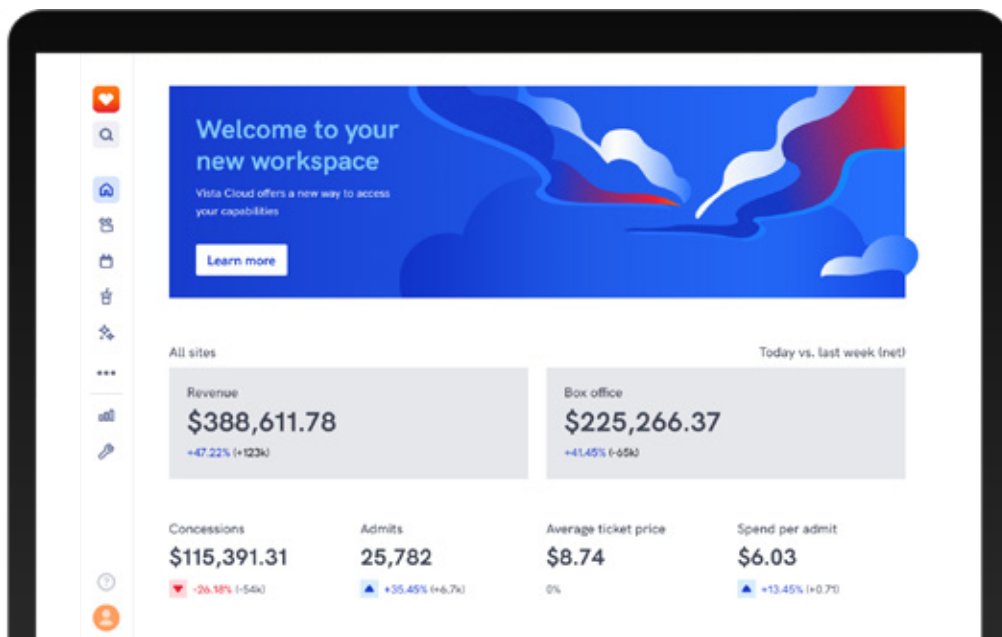 Welcome to your
new workspace
Vista Cloud offers a new way to access
your capabilities
Learn more
All sites
Today vs. last week (net)
Revenue
$388,611.78
+47.22% (+123k)
Box office
$225,266.37
+41.45% (-65k)
Concessions
$115,391.31
-26.18% (-54k)
Admits
25,782
+35.45% (+6.7k)
Average ticket price
$8.74
0%
Spend per admit
$6.03
+13.45% (+0.71)